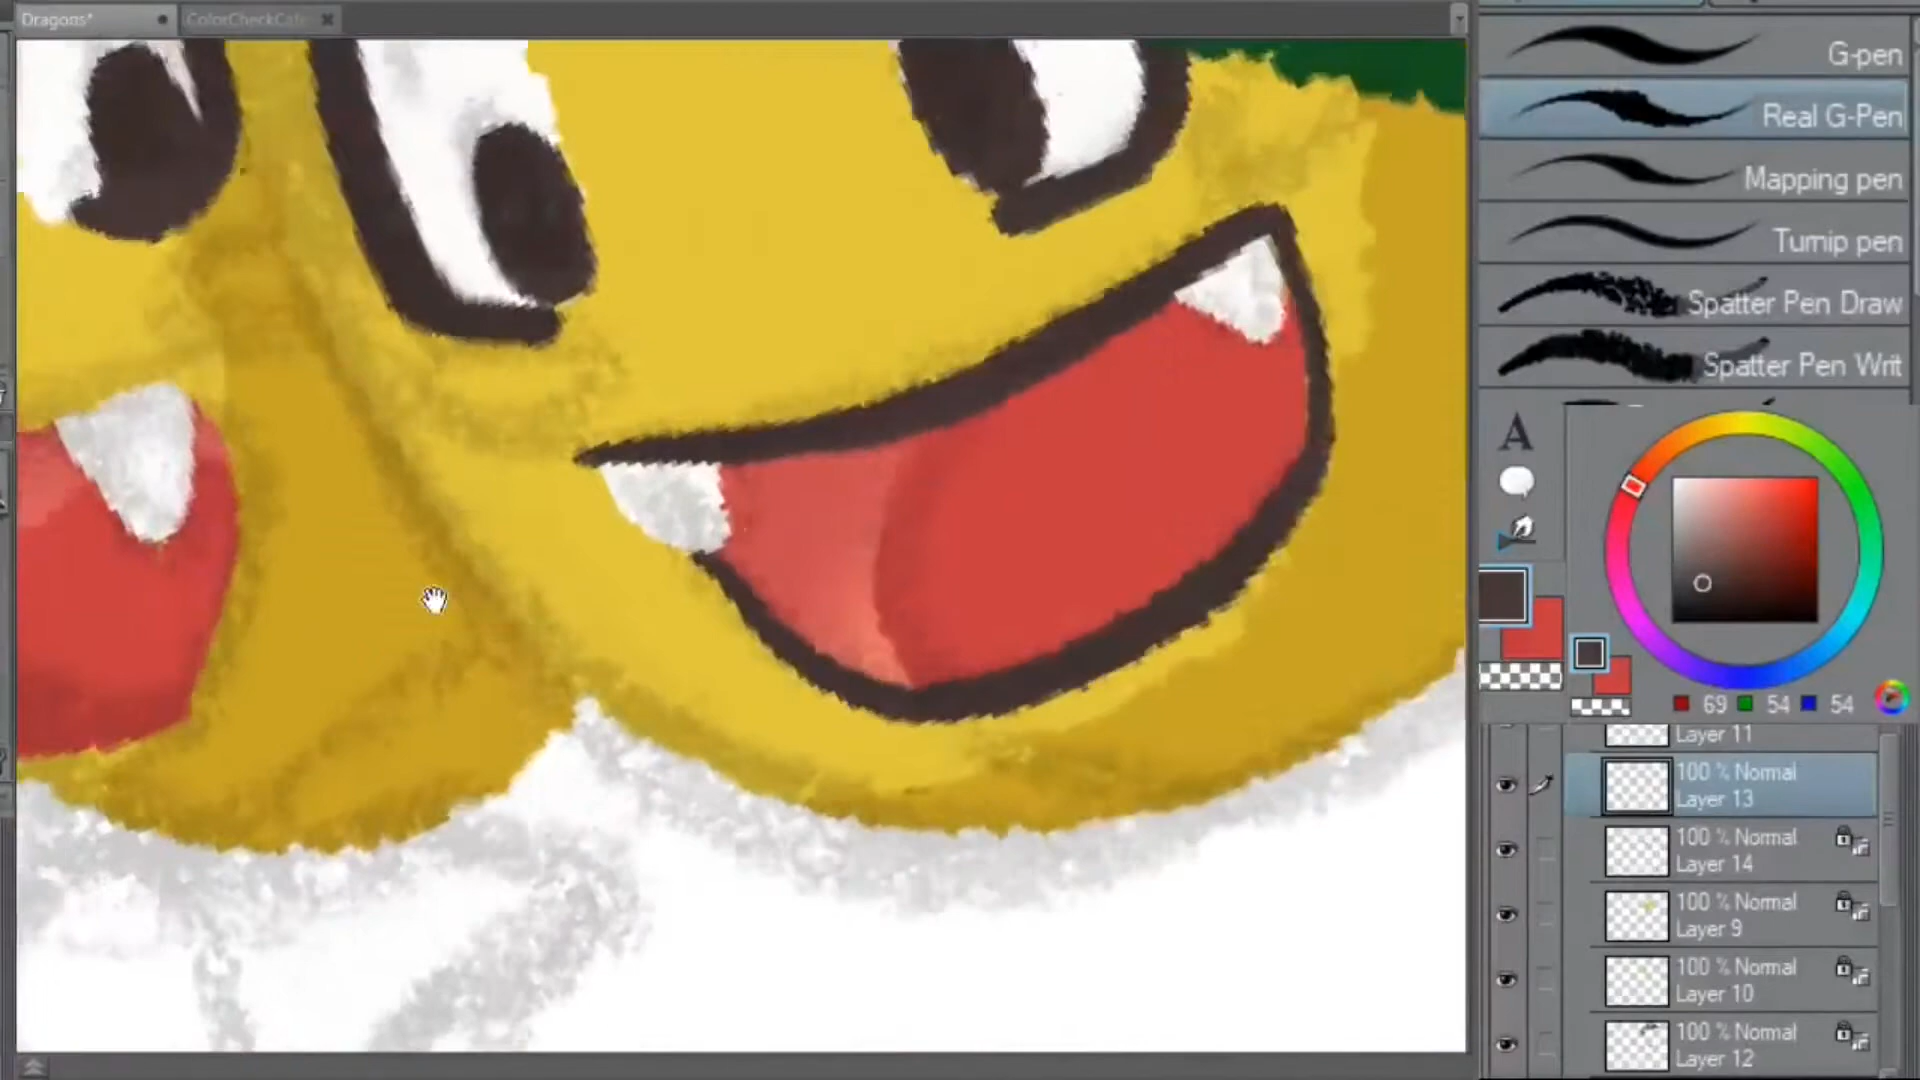 Dragons*
ColorCheckCafe
G-pen
Real G-Pen
Mapping pen
Turnip pen
Spatter Pen Draw
Spatter Pen Writ
A
69 54 54
Layer 11
100 % Normal
Layer 13
100 % Normal
Layer 14
100 % Normal
Layer 9
100 % Normal
Layer 10
100 % Normal
Layer 12